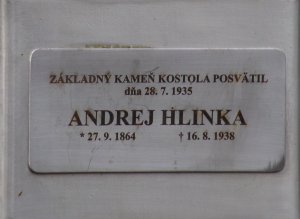 ZÁKLADNÝ KAMEŇ KOSTOLA POSVÄTIL
dňa 28. 7. 1935
ANDREJ HLINKA
* 27. 9. 1864 † 16. 8. 1938